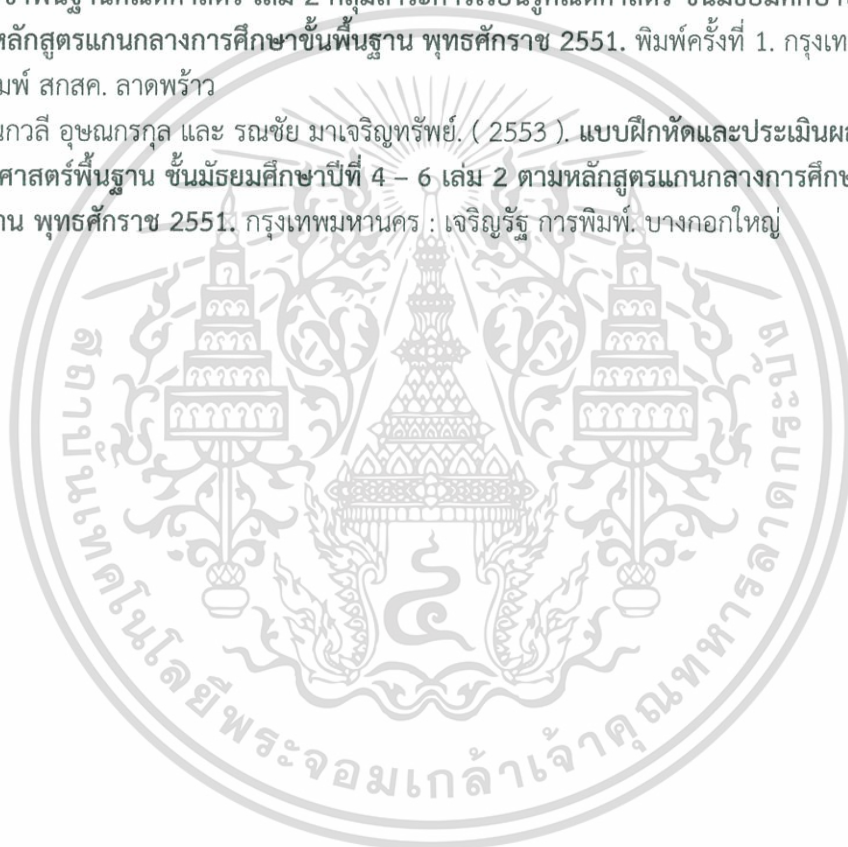 หลักสูตรแกนกลางการศึกษาขั้นพื้นฐาน พุทธศักราช 2551. พิมพ์ครั้งที่ 1. กรุงเท
มพ์ สกสค. ลาดพร้าว
นกวลี อุษณกรกุล และ รณชัย มาเจริญทรัพย์. ( 2553 ). แบบฝึกหัดและประเมินผล
ศาสตร์พื้นฐาน ชั้นมัธยมศึกษาปีที่ 4 – 6 เล่ม 2 ตามหลักสูตรแกนกลางการศึกษ
าน พุทธศักราช 2551. กรุงเทพมหานคร : เจริญรัฐ การพิมพ์. บางกอกใหญ่
สถาบันเทคโนโลยีพระจอมเกล้าเจ้าคุณทหารลาดกระบัง
๔